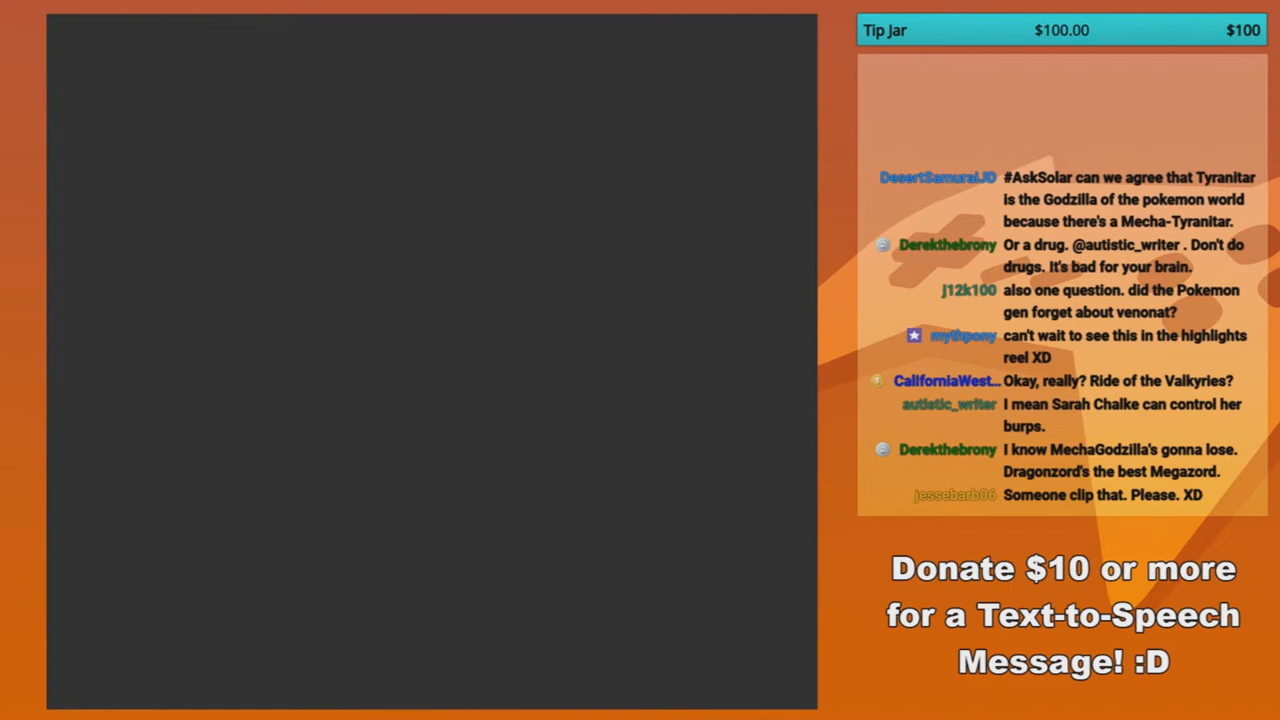 Tip Jar $100.00 $100
DesertSamuraiJD #AskSolar can we agree that Tyranitar
is the Godzilla of the pokemon world
because there's a Mecha-Tyranitar.
Derekthebrony Or a drug. @autistic_writer . Don't do
drugs. It's bad for your brain.
j12k100 also one question. did the Pokemon
gen forget about venonat?
mythpony can't wait to see this in the highlights
reel XD
CaliforniaWest... Okay, really? Ride of the Valkyries?
autistic_writer I mean Sarah Chalke can control her
burps.
Derekthebrony I know MechaGodzilla's gonna lose.
Dragonzord's the best Megazord.
jessebarb06 Someone clip that. Please. XD
Donate $10 or more
for a Text-to-Speech
Message! :D